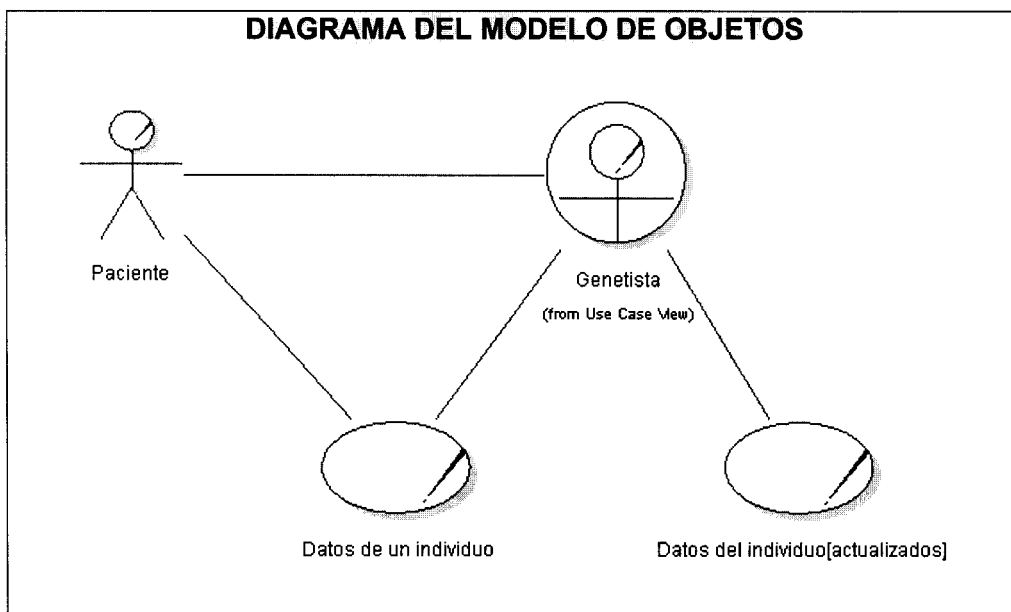 DIAGRAMA DEL MODELO DE OBJETOS
Paciente
Genetista
(from Use Case View)
Datos de un individuo
Datos del individuo[actualizados]